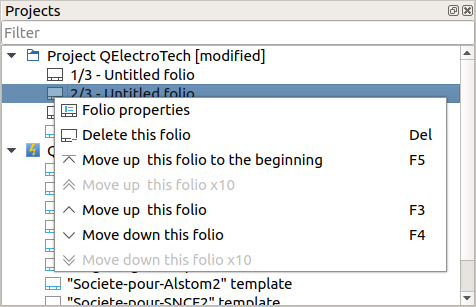 Projects
Filter
Project QElectroTech [modified]
1/3 - Untitled folio
2/3 - Untitled folio
Folio properties
Delete this folio Del
Move up  this folio to the beginning F5
Move up  this folio x10
Move up  this folio F3
Move down this folio F4
Move down this folio x10
"Societe-pour-Alstom2" template
"Societe-pour-SNCF2" template